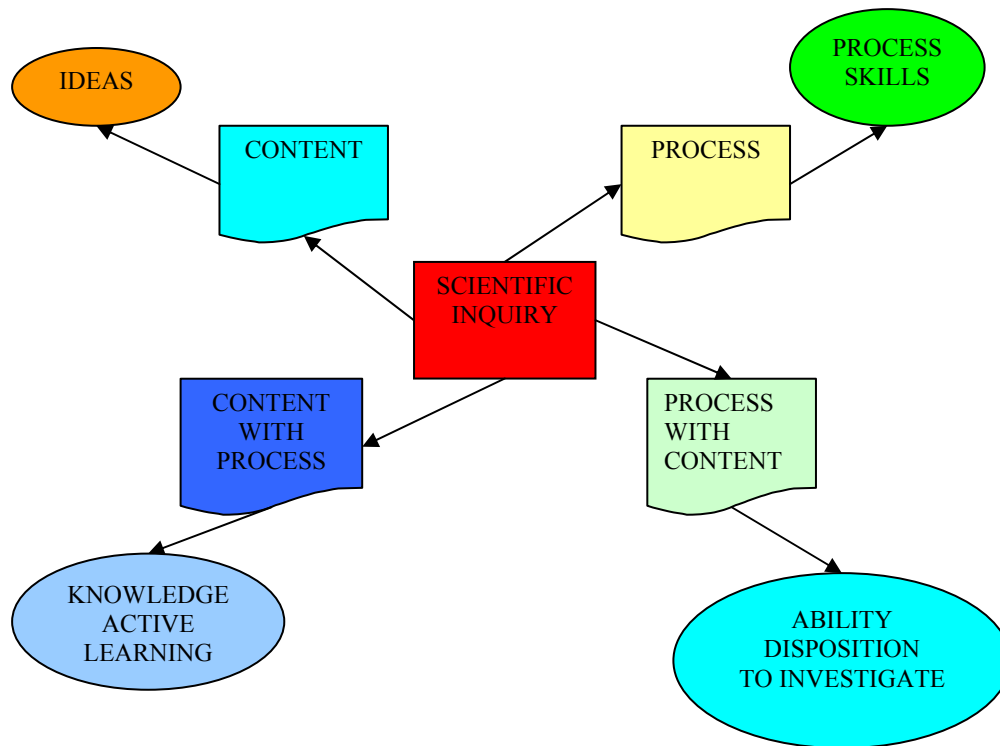 IDEAS
PROCESS
SKILLS
CONTENT
PROCESS
SCIENTIFIC
INQUIRY
CONTENT
WITH
PROCESS
PROCESS
WITH
CONTENT
KNOWLEDGE
ACTIVE
LEARNING
ABILITY
DISPOSITION
TO INVESTIGATE